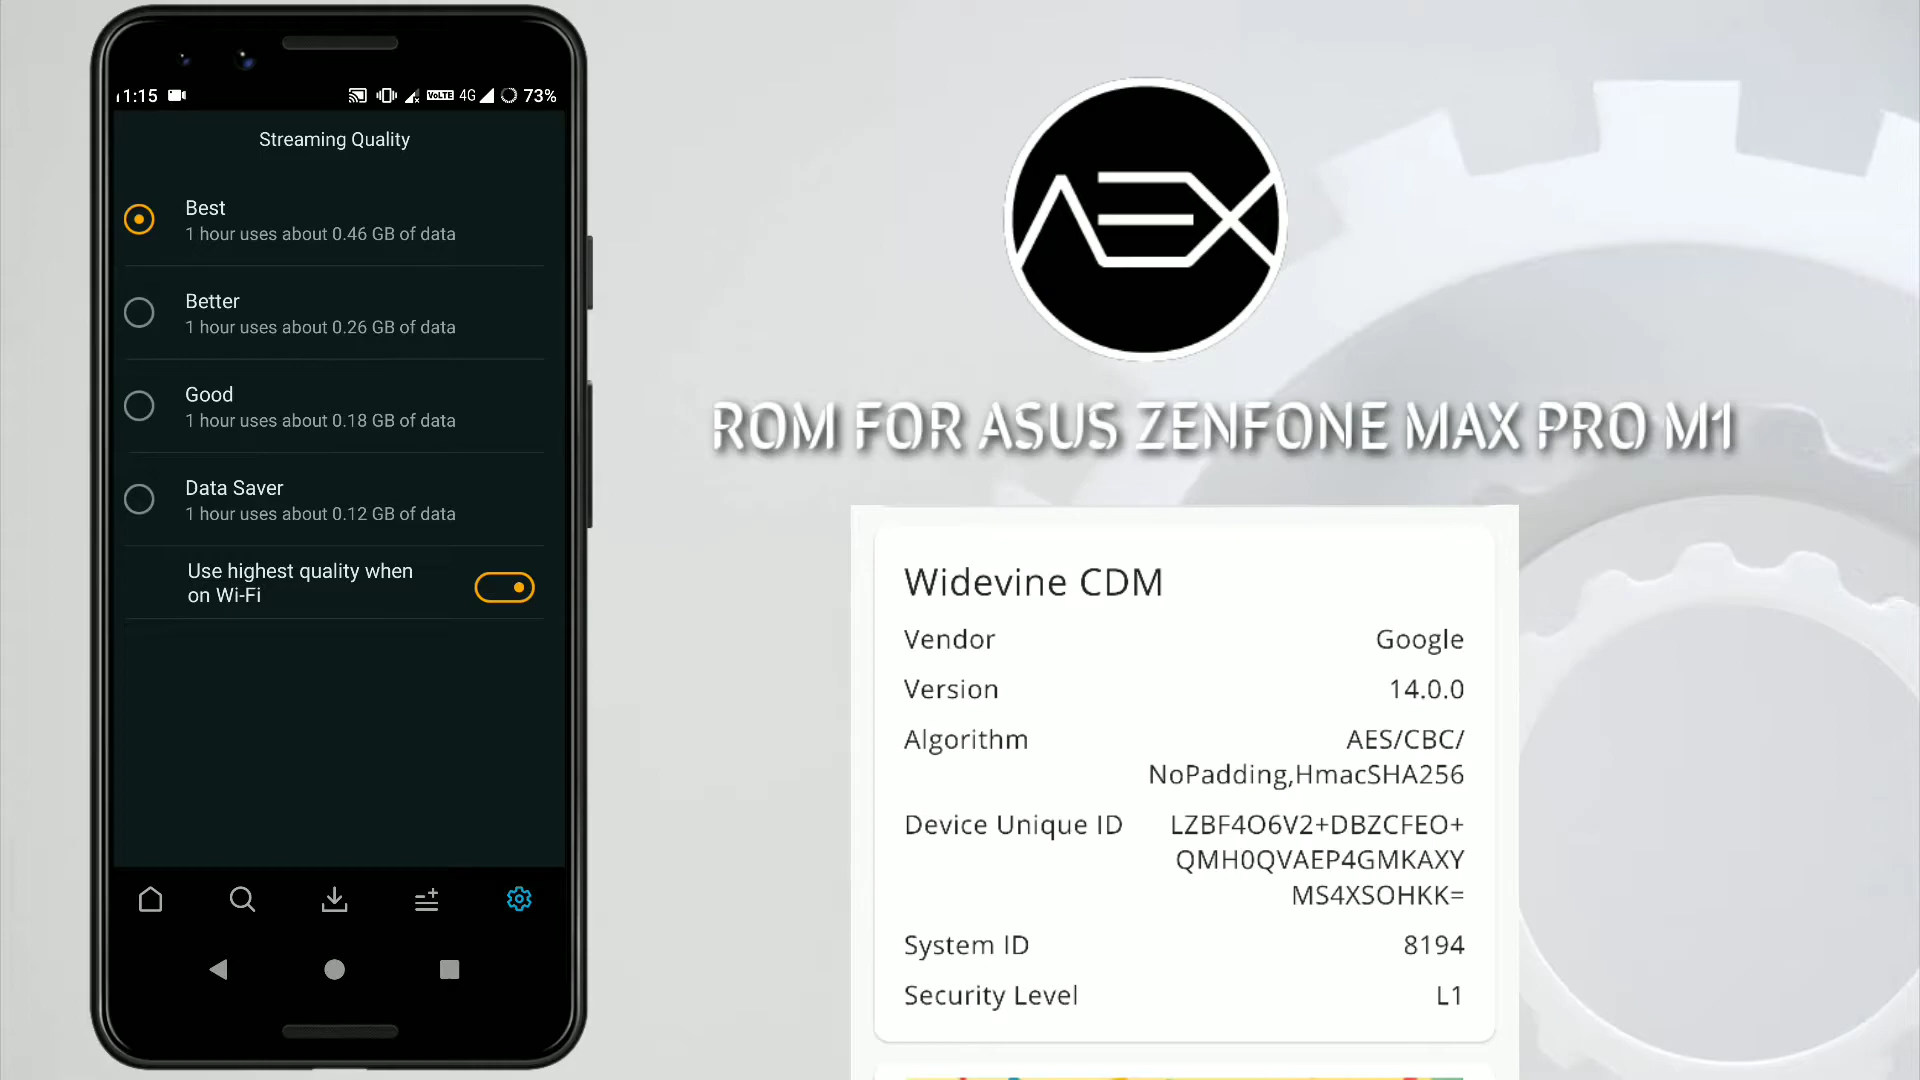 1:15
VoLTE 4G 73%
Streaming Quality
Best
1 hour uses about 0.46 GB of data
Better
1 hour uses about 0.26 GB of data
Good
1 hour uses about 0.18 GB of data
Data Saver
1 hour uses about 0.12 GB of data
Use highest quality when
on Wi-Fi
AEX
ROM FOR ASUS ZENFONE MAX PRO M1
Widevine CDM
Vendor Google
Version 14.0.0
Algorithm AES/CBC/
NoPadding,HmacSHA256
Device Unique ID LZBF4O6V2+DBZCFEO+
QMH0QVAEP4GMKAXY
MS4XSOHKK=
System ID 8194
Security Level L1